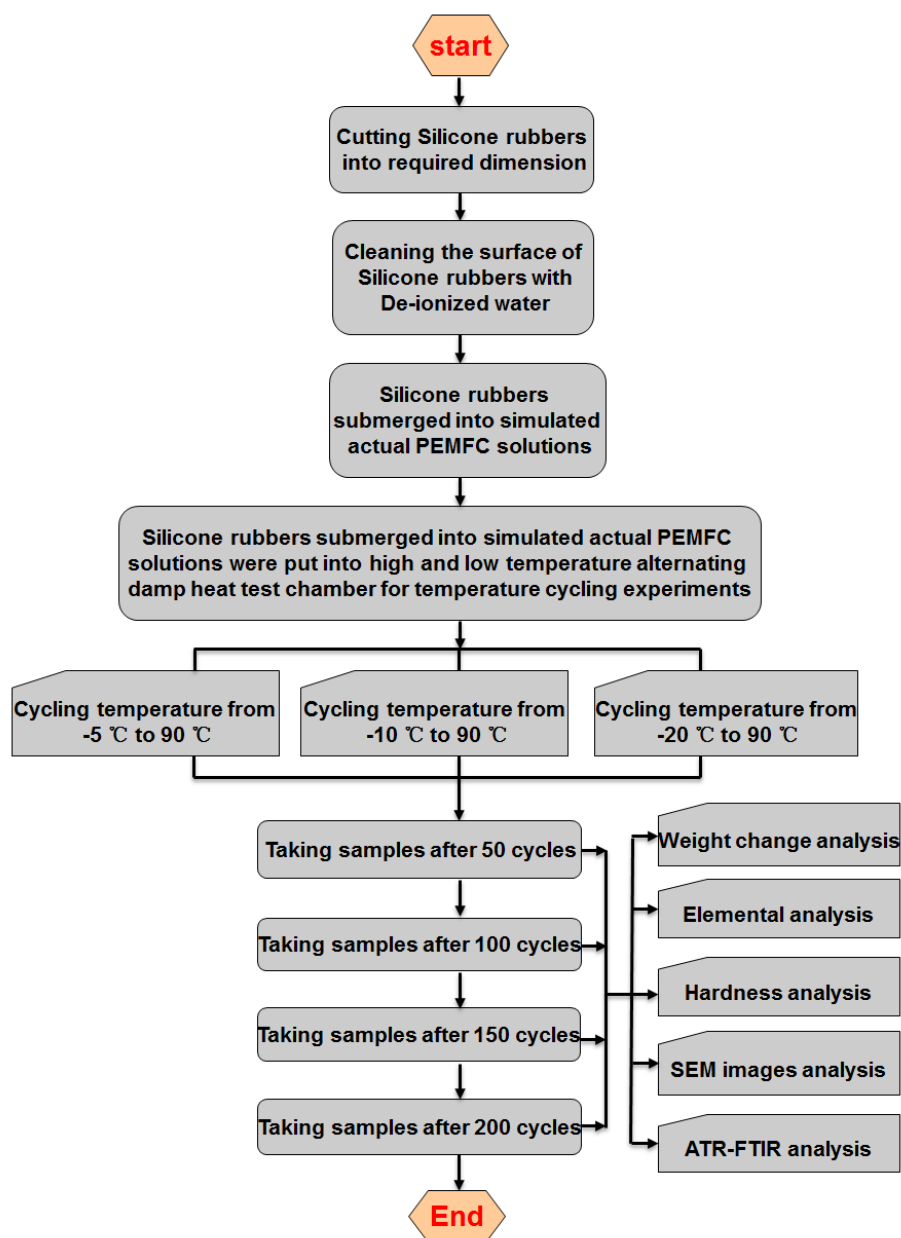 start
Cutting Silicone rubbers
into required dimension
Cleaning the surface of
Silicone rubbers with
De-ionized water
Silicone rubbers
submerged into simulated
actual PEMFC solutions
Silicone rubbers submerged into simulated actual PEMFC
solutions were put into high and low temperature alternating
damp heat test chamber for temperature cycling experiments
Cycling temperature from
-5 ℃ to 90 ℃
Cycling temperature from
-10 ℃ to 90 ℃
Cycling temperature from
-20 ℃ to 90 ℃
Taking samples after 50 cycles
Taking samples after 100 cycles
Taking samples after 150 cycles
Taking samples after 200 cycles
Weight change analysis
Elemental analysis
Hardness analysis
SEM images analysis
ATR-FTIR analysis
End